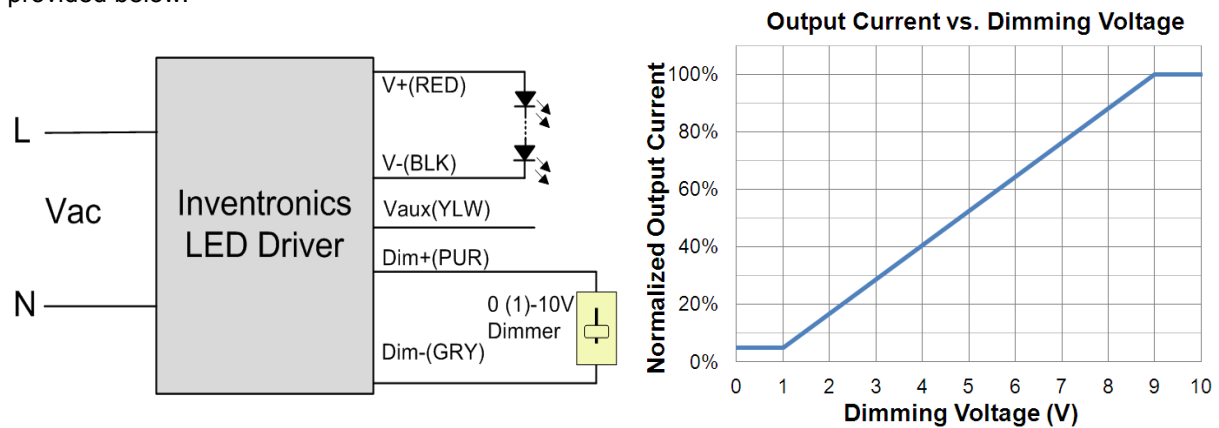 provided below.
L
Vac
N
Inventronics
LED Driver
V+(RED)
V-(BLK)
Vaux(YLW)
Dim+(PUR)
0 (1)-10V
Dimmer
Dim-(GRY)
Output Current vs. Dimming Voltage
Normalized Output Current
100%
80%
60%
40%
20%
0%
0 1 2 3 4 5 6 7 8 9 10
Dimming Voltage (V)